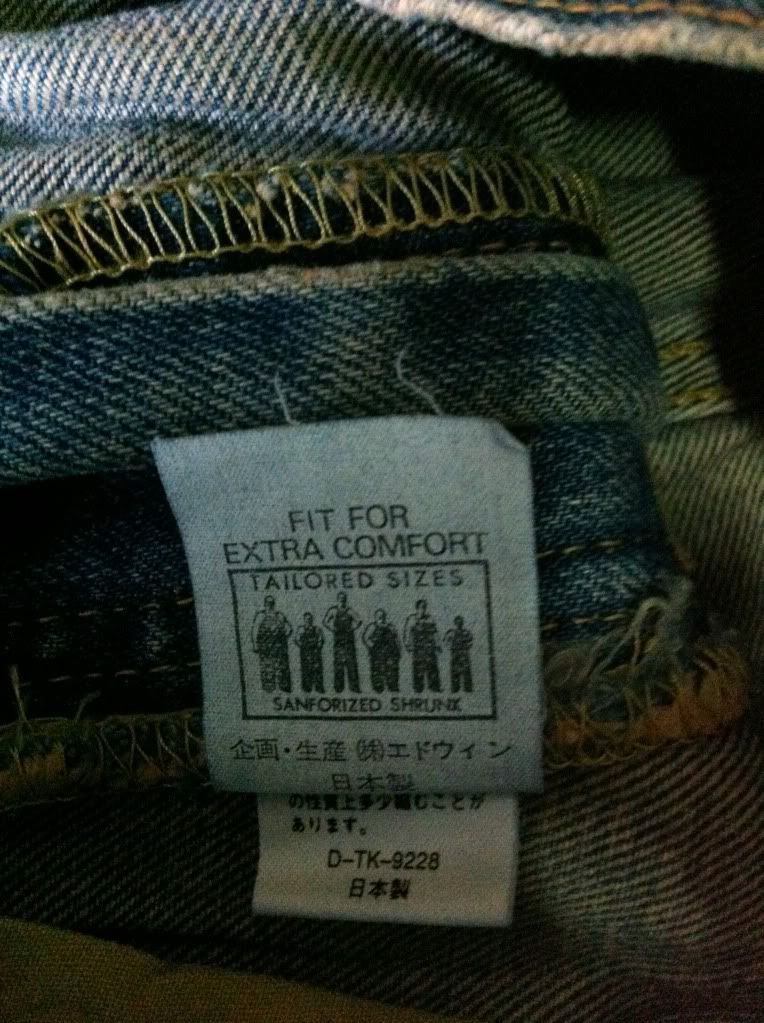 FIT FOR
EXTRA COMFORT
TAILORED SIZES
SANFORIZED SHRUNK
企画・生産 ㈱エドウィン
日本製
の性質上多少縮むことが
あります。
D-TK-9228
日本製